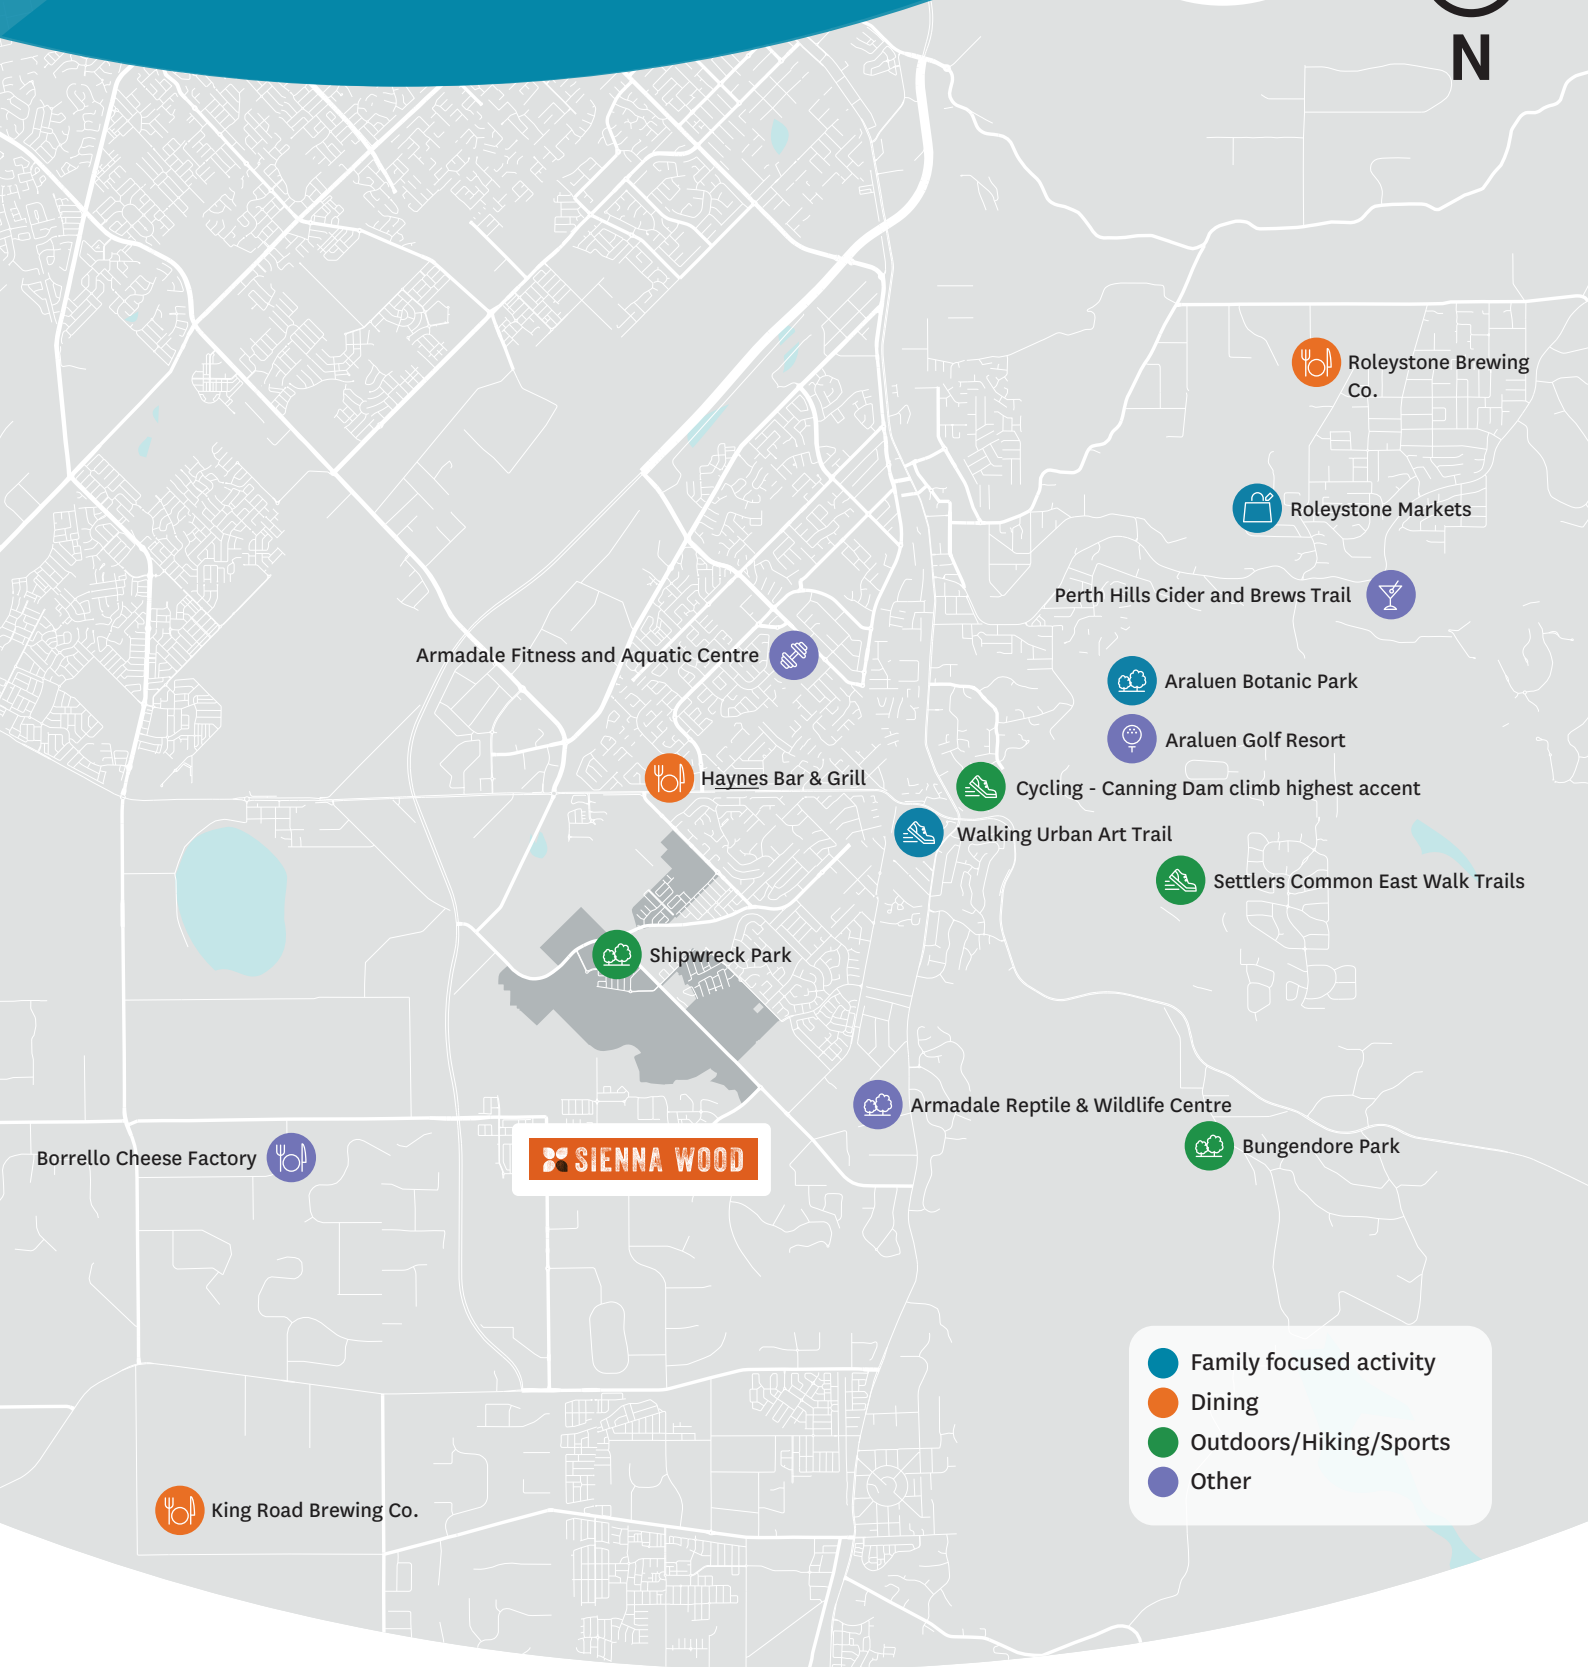 N
Roleystone Brewing
Co.
Roleystone Markets
Perth Hills Cider and Brews Trail
Armadale Fitness and Aquatic Centre
Araluen Botanic Park
Araluen Golf Resort
Haynes Bar & Grill
Cycling - Canning Dam climb highest accent
Walking Urban Art Trail
Settlers Common East Walk Trails
Shipwreck Park
Armadale Reptile & Wildlife Centre
Bungendore Park
Borrello Cheese Factory
SIENNA WOOD
Family focused activity
Dining
Outdoors/Hiking/Sports
Other
King Road Brewing Co.